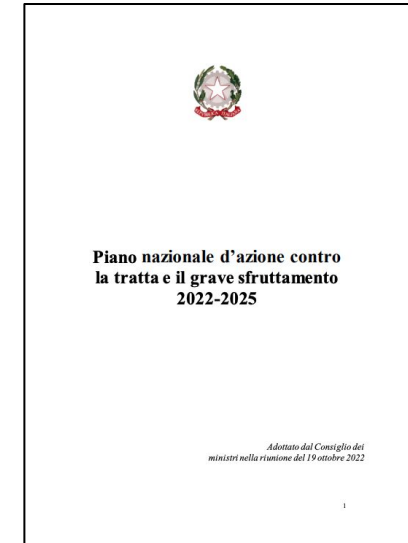 Piano nazionale d'azione contro
la tratta e il grave sfruttamento
2022-2025
Adottato dal Consiglio dei
ministri nella riunione del 19 ottobre 2022
1